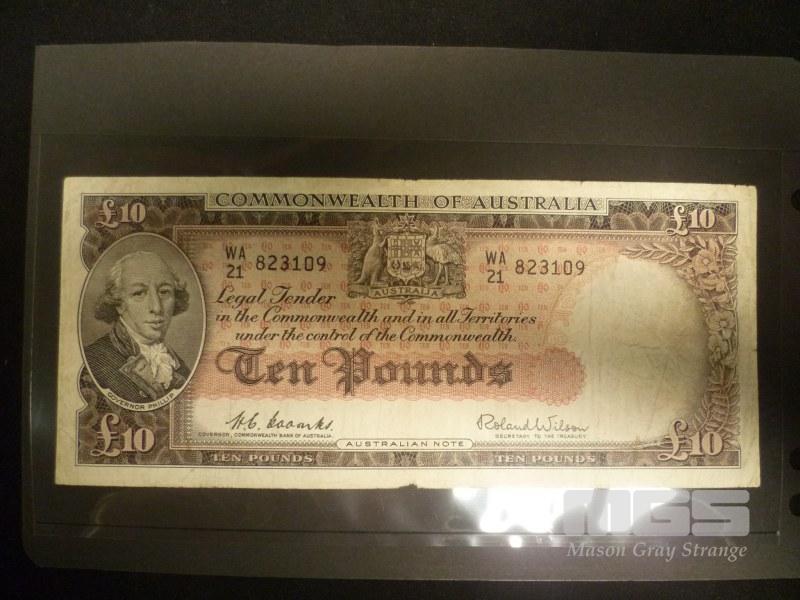 COMMONWEALTH OF AUSTRALIA
£10
£10
WA
21 823109
WA
21 823109
AUSTRALIA
Legal Tender
in the Commonwealth and in all Territories
under the control of the Commonwealth.
Ten Pounds
GOVERNOR PHILLIP
H.C. Coombs.
Roland Wilson
GOVERNOR, COMMONWEALTH BANK OF AUSTRALIA.
SECRETARY TO THE TREASURY.
£10
AUSTRALIAN NOTE
£10
TEN POUNDS
TEN POUNDS
MGS
Mason Gray Strange